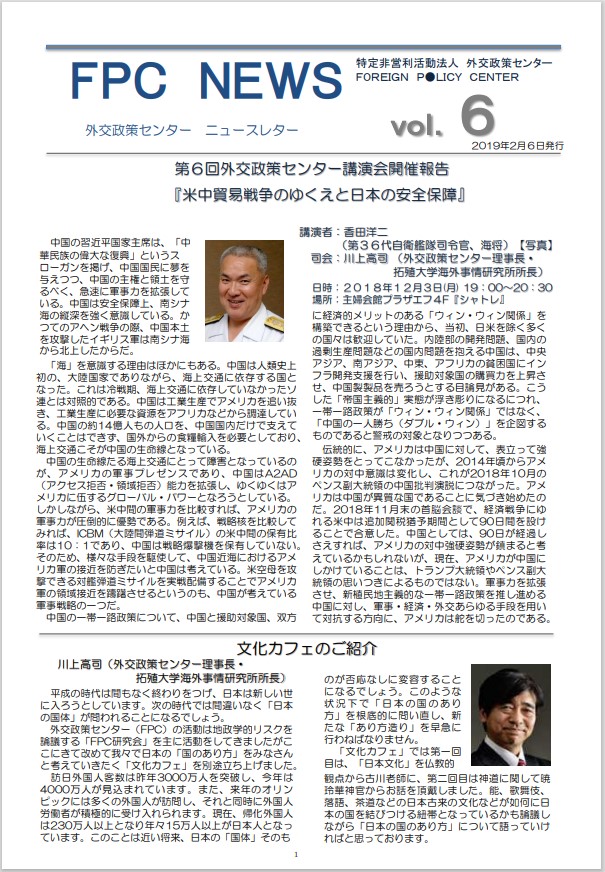 FPC NEWS
特定非営利活動法人 外交政策センター
FOREIGN P●LICY CENTER
外交政策センター ニュースレター
vol. 6
2019年2月6日発行
第6回外交政策センター講演会開催報告
『米中貿易戦争のゆくえと日本の安全保障』
講演者：香田洋二
（第36代自衛艦隊司令官、海将）【写真】
司会：川上高司（外交政策センター理事長・
拓殖大学海外事情研究所所長）
日時：2018年12月3日(月) 19：00～20：30
場所：主婦会館プラザエフ4F『シャトレ』
中国の習近平国家主席は、「中
華民族の偉大な復興」というス
ローガンを掲げ、中国国民に夢を
与えつつ、中国の主権と領土を守
るべく、急速に軍事力を拡張して
いる。中国は安全保障上、南シナ海
の縦深を強く意識している。か
つてのアヘン戦争の際、中国本土
を攻撃したイギリス軍は南シナ海
から北上したからだ。
「海」を意識する理由はほかにもある。中国は人類史上
初の、大陸国家でありながら、海上交通に依存する国と
なった。これは冷戦期、海上交通に依存していなかったソ
連とは対照的である。中国は工業生産でアメリカを追い抜
き、工業生産に必要な資源をアフリカなどから調達してい
る。中国の約14億人もの人口を、中国国内だけで支えて
いくことはできず、国外からの食糧輸入を必要としており、
海上交通こそが中国の生命線となっている。
中国の生命線たる海上交通にとって障害となっているの
が、アメリカの軍事プレゼンスであり、中国はA2AD
（アクセス拒否・領域拒否）能力を拡張し、ゆくゆくはア
メリカに伍するグローバル・パワーとなろうとしている。
しかしながら、米中間の軍事力を比較すれば、アメリカの
軍事力が圧倒的に優勢である。例えば、戦略核を比較して
みれば、ICBM（大陸間弾道ミサイル）の米中間の保有比
率は10：1であり、中国は戦略爆撃機を保有していない。
そのため、様々な手段を駆使して、中国近海におけるアメ
リカ軍の接近を防ぎたいと中国は考えている。米空母を攻
撃できる対艦弾道ミサイルを実戦配備することでアメリカ
軍の領域接近を躊躇させるというのも、中国が考えている
軍事戦略の一つだ。
中国の一帯一路政策について、中国と援助対象国、双方
に経済的メリットのある「ウィン・ウィン関係」を
構築できるという理由から、当初、日米を除く多く
の国々は歓迎していた。内陸部の開発問題、国内の
過剰生産問題などの国内問題を抱える中国は、中央
アジア、南アジア、中東、アフリカの貧困国にイン
フラ開発支援を行い、援助対象国の購買力を上昇さ
せ、中国製製品を売ろうとする目論見がある。こう
した「帝国主義的」実態が浮き彫りになるにつれ、
一帯一路政策が「ウィン・ウィン関係」ではなく、
「中国の一人勝ち（ダブル・ウィン）」を企図する
ものであると警戒の対象となりつつある。
伝統的に、アメリカは中国に対して、表立って強
硬姿勢をとってこなかったが、2014年頃からアメ
リカの対中意識は変化し、これが2018年10月の
ペンス副大統領の中国批判演説につながった。アメ
リカは中国が異質な国であることに気づき始めたの
だ。2018年11月末の首脳会談で、経済戦争にゆ
れる米中は追加関税猶予期間として90日間を設け
ることで合意した。中国としては、90日が経過し
さえすれば、アメリカの対中強硬姿勢が鎮まると考
えているかもしれないが、現在、アメリカが中国に
しかけていることは、トランプ大統領やペンス副大
統領の思いつきによるものではない。軍事力を拡張
させ、新植民地主義的な一帯一路政策を推し進める
中国に対し、軍事・経済・外交あらゆる手段を用い
て対抗する方向に、アメリカは舵を切ったのである。
文化カフェのご紹介
川上高司（外交政策センター理事長・
拓殖大学海外事情研究所所長）
平成の時代は間もなく終わりをつげ、日本は新しい世
に入ろうとしています。次の時代では間違いなく「日本
の国体」が問われることになるでしょう。
外交政策センター（FPC）の活動は地政学的リスクを
論議する「FPC研究会」を主に活動をしてきましたがこ
こにきて改めて我々で日本の「国のあり方」をみなさん
と考えていきたく「文化カフェ」を別途立ち上げました。
訪日外国人客数は昨年3000万人を突破し、今年は
4000万人が見込まれています。また、来年のオリン
ピックには多くの外国人が訪問し、それと同時に外国人
労働者が積極的に受け入れられます。現在、帰化外国人
は230万人以上となり年々15万人以上が日本人となっ
ています。このことは近い将来、日本の「国体」そのも
のが否応なしに変容することに
なるでしょう。このような
状況下で「日本の国のあり
方」を根底的に問い直し、新
たな「あり方造り」を早急に
行わねばなりません。
「文化カフェ」では第一回
目は、「日本文化」を仏教的
観点から古川老師に、第二回目は神道に関して暁
玲華神官からお話を頂戴しました。能、歌舞伎、
落語、茶道などの日本古来の文化などが如何に日
本の国を結びつける紐帯となっているかも論議し
ながら「日本の国のあり方」について語っていけ
ればと思っております。
1